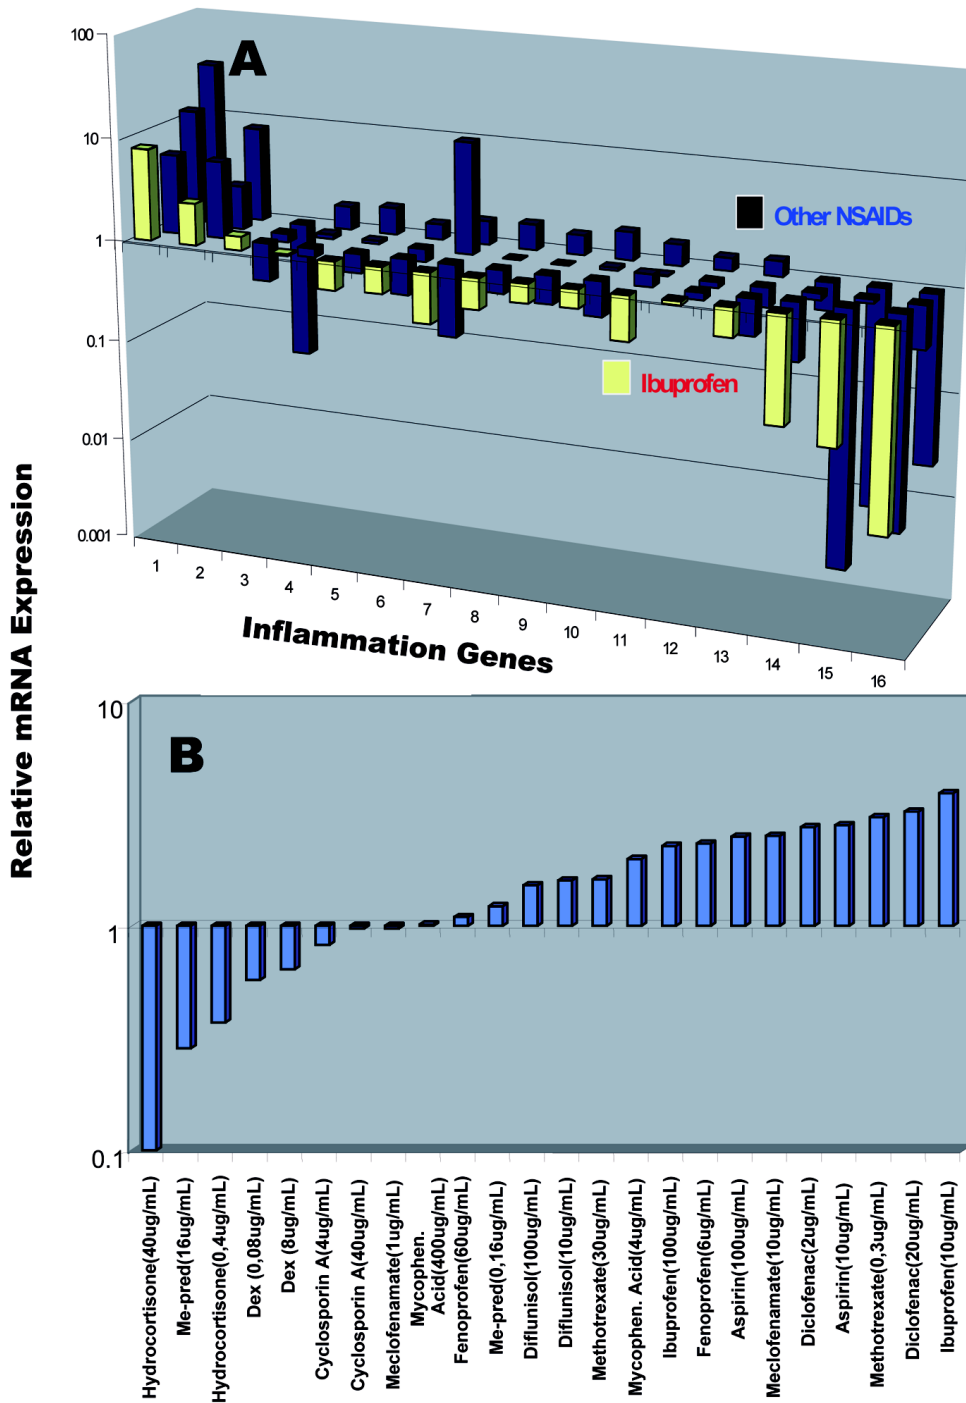 A
100
10
1
0.1
0.01
0.001
Other NSAIDs
Ibuprofen
1
2
3
4
5
6
7
8
9
10
11
12
13
14
15
16
Inflammation Genes
Relative mRNA Expression
B
10
1
0.1
Hydrocortisone(40ug/mL)
Me-pred(16ug/mL)
Hydrocortisone(0,4ug/mL)
Dex (0,08ug/mL)
Dex (8ug/mL)
Cyclosporin A(4ug/mL)
Cyclosporin A(40ug/mL)
Meclofenamate(1ug/mL)
Mycophen.
Acid(400ug/mL)
Fenoprofen(60ug/mL)
Me-pred(0,16ug/mL)
Diflunisol(100ug/mL)
Diflunisol(10ug/mL)
Methotrexate(30ug/mL)
Mycophen. Acid(4ug/mL)
Ibuprofen(100ug/mL)
Fenoprofen(6ug/mL)
Aspirin(100ug/mL)
Meclofenamate(10ug/mL)
Diclofenac(2ug/mL)
Aspirin(10ug/mL)
Methotrexate(0,3ug/mL)
Diclofenac(20ug/mL)
Ibuprofen(10ug/mL)